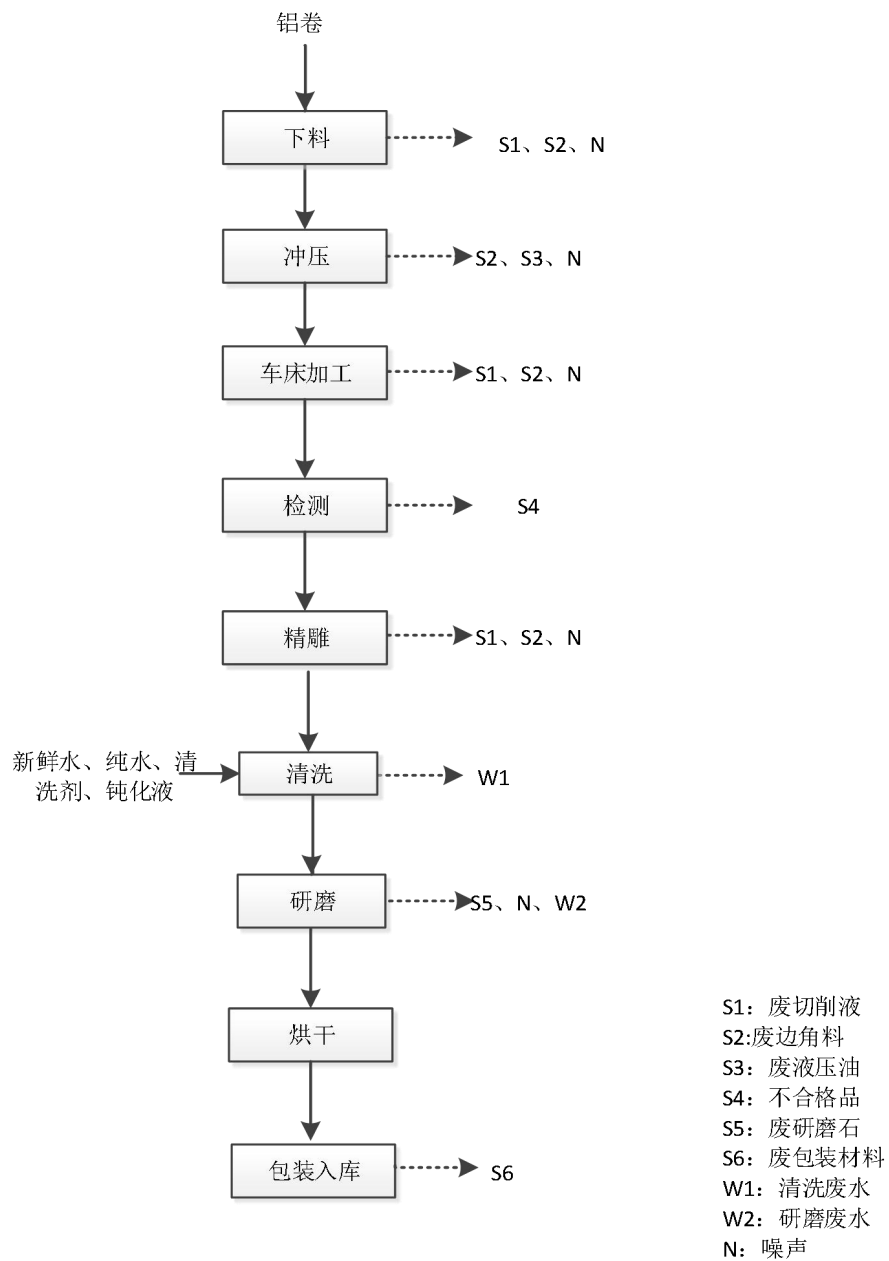 铝卷
下料
S1、S2、N
冲压
S2、S3、N
车床加工
S1、S2、N
检测
S4
精雕
S1、S2、N
新鲜水、纯水、清
洗剂、钝化液
清洗
W1
研磨
S5、N、W2
烘干
包装入库
S6
S1：废切削液
S2:废边角料
S3：废液压油
S4：不合格品
S5：废研磨石
S6：废包装材料
W1：清洗废水
W2：研磨废水
N：噪声